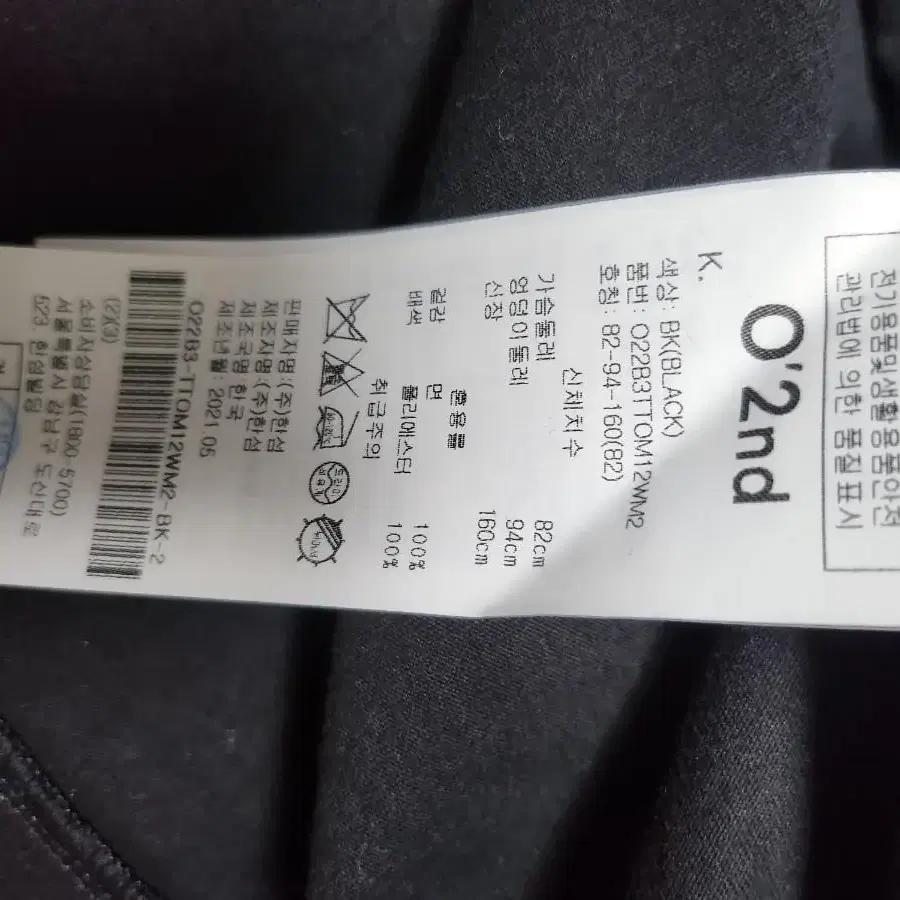 전기용품및생활용품안전
관리법에 의한 품질표시
O'2nd
K.
색상: BK(BLACK)
품번: O22B3TTOM12WM2
호칭: 82-94-160(82)
신체치수
가슴둘레 82cm
엉덩이둘레 94cm
신장 160cm
혼용률
겉감 면 100%
배색 폴리에스터 100%
취급주의
판매자명:(주)한섬
제조자명:(주)한섬
제조국명:한국
제조년월:2021.05
O22B3-TTOM12WM2-BK-2
(2X3)
소비자상담실(1800-5700)
서울특별시 강남구 도산대로
523 한섬빌딩